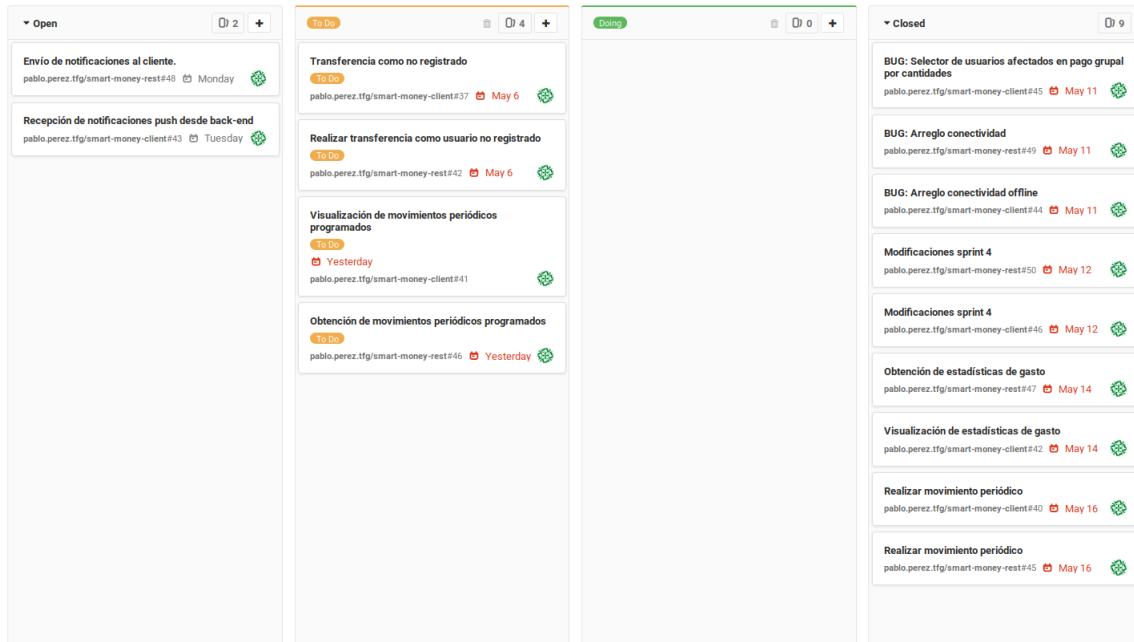 Open
2
Envío de notificaciones al cliente.
pablo.perez.tfg/smart-money-rest#48 Monday
Recepción de notificaciones push desde back-end
pablo.perez.tfg/smart-money-client#43 Tuesday
To Do
4
Transferencia como no registrado
To Do
pablo.perez.tfg/smart-money-client#37 May 6
Realizar transferencia como usuario no registrado
To Do
pablo.perez.tfg/smart-money-rest#42 May 6
Visualización de movimientos periódicos
programados
To Do
Yesterday
pablo.perez.tfg/smart-money-client#41
Obtención de movimientos periódicos programados
To Do
pablo.perez.tfg/smart-money-rest#46 Yesterday
Doing
0
Closed
9
BUG: Selector de usuarios afectados en pago grupal
por cantidades
pablo.perez.tfg/smart-money-client#45 May 11
BUG: Arreglo conectividad
pablo.perez.tfg/smart-money-rest#49 May 11
BUG: Arreglo conectividad offline
pablo.perez.tfg/smart-money-client#44 May 11
Modificaciones sprint 4
pablo.perez.tfg/smart-money-rest#50 May 12
Modificaciones sprint 4
pablo.perez.tfg/smart-money-client#46 May 12
Obtención de estadísticas de gasto
pablo.perez.tfg/smart-money-rest#47 May 14
Visualización de estadísticas de gasto
pablo.perez.tfg/smart-money-client#42 May 14
Realizar movimiento periódico
pablo.perez.tfg/smart-money-client#40 May 16
Realizar movimiento periódico
pablo.perez.tfg/smart-money-rest#45 May 16